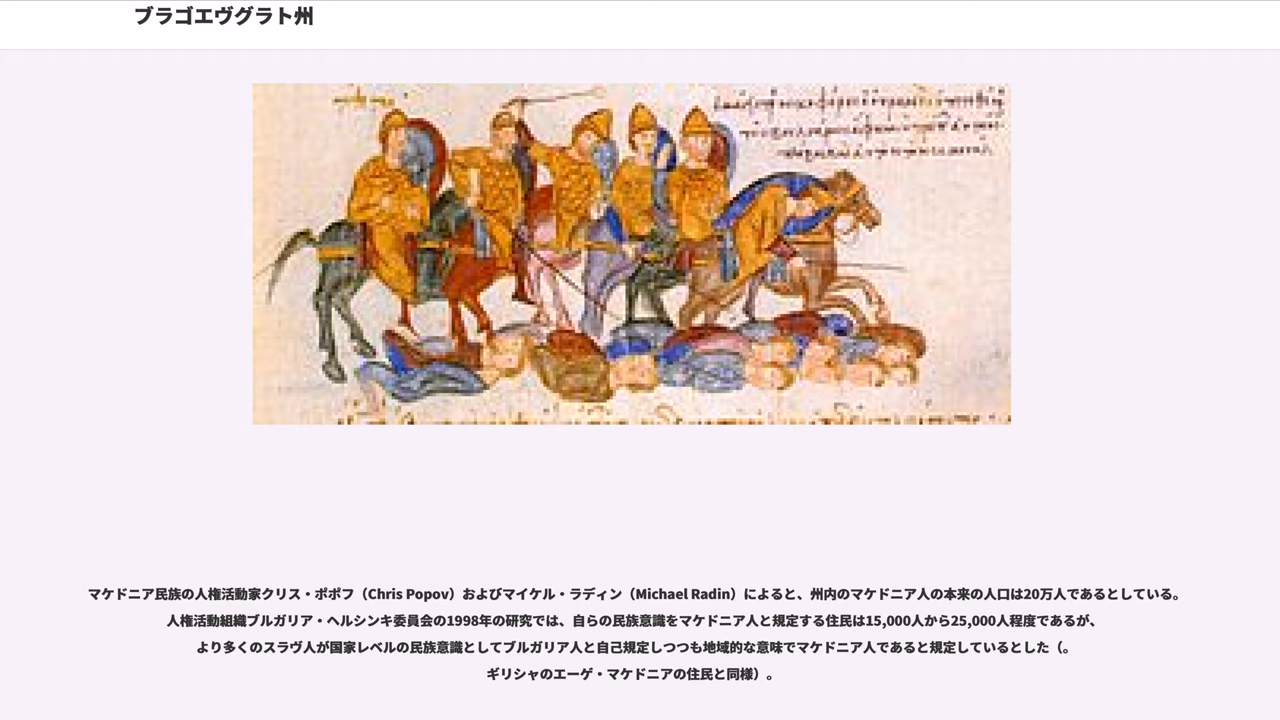 ブラゴエヴグラト州
マケドニア民族の人権活動家クリス・ポポフ（Chris Popov）およびマイケル・ラディン（Michael Radin）によると、州内のマケドニア人の本来の人口は20万人であるとしている。
人権活動組織ブルガリア・ヘルシンキ委員会の1998年の研究では、自らの民族意識をマケドニア人と規定する住民は15,000人から25,000人程度であるが、
より多くのスラヴ人が国家レベルの民族意識としてブルガリア人と自己規定しつつも地域的な意味でマケドニア人であると規定しているとした（。
ギリシャのエーゲ・マケドニアの住民と同様）。